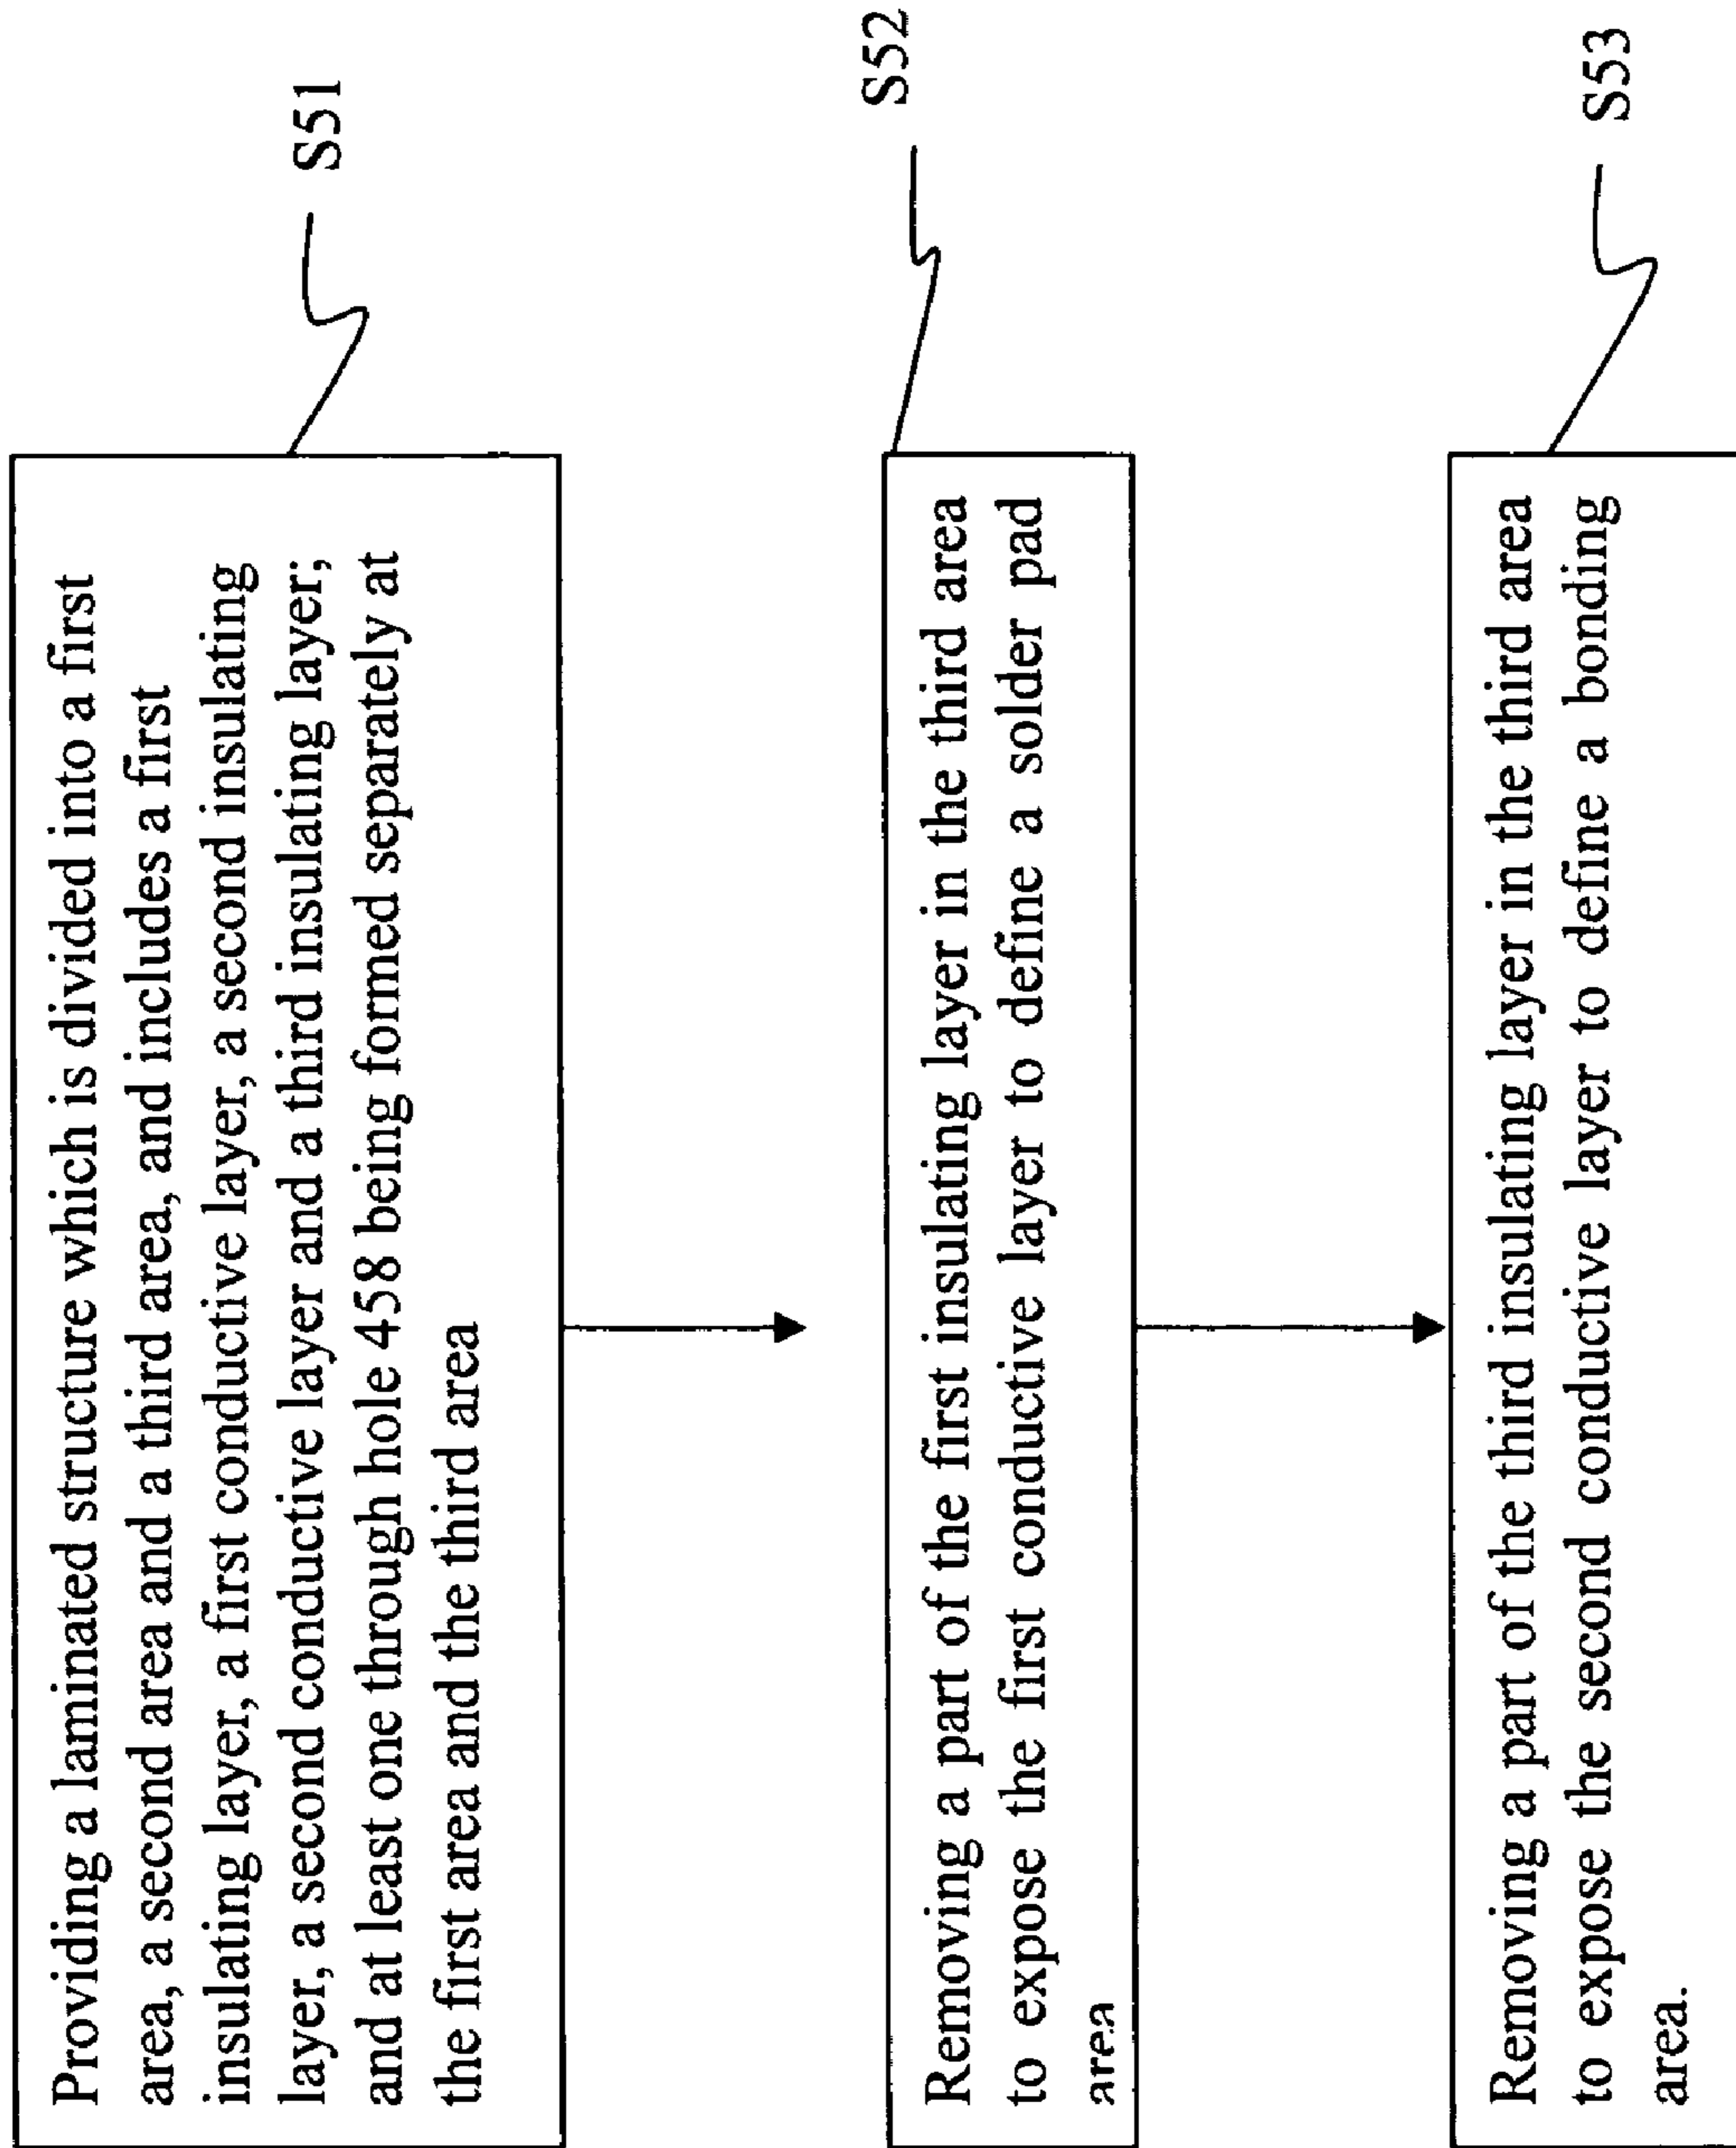 Providing a laminated structure which is divided into a first
area, a second area and a third area, and includes a first
insulating layer, a first conductive layer, a second insulating
layer, a second conductive layer and a third insulating layer;
and at least one through hole 458 being formed separately at
the first area and the third area
S51
Removing a part of the first insulating layer in the third area
to expose the first conductive layer to define a solder pad
area
S52
Removing a part of the third insulating layer in the third area
to expose the second conductive layer to define a bonding
area.
S53